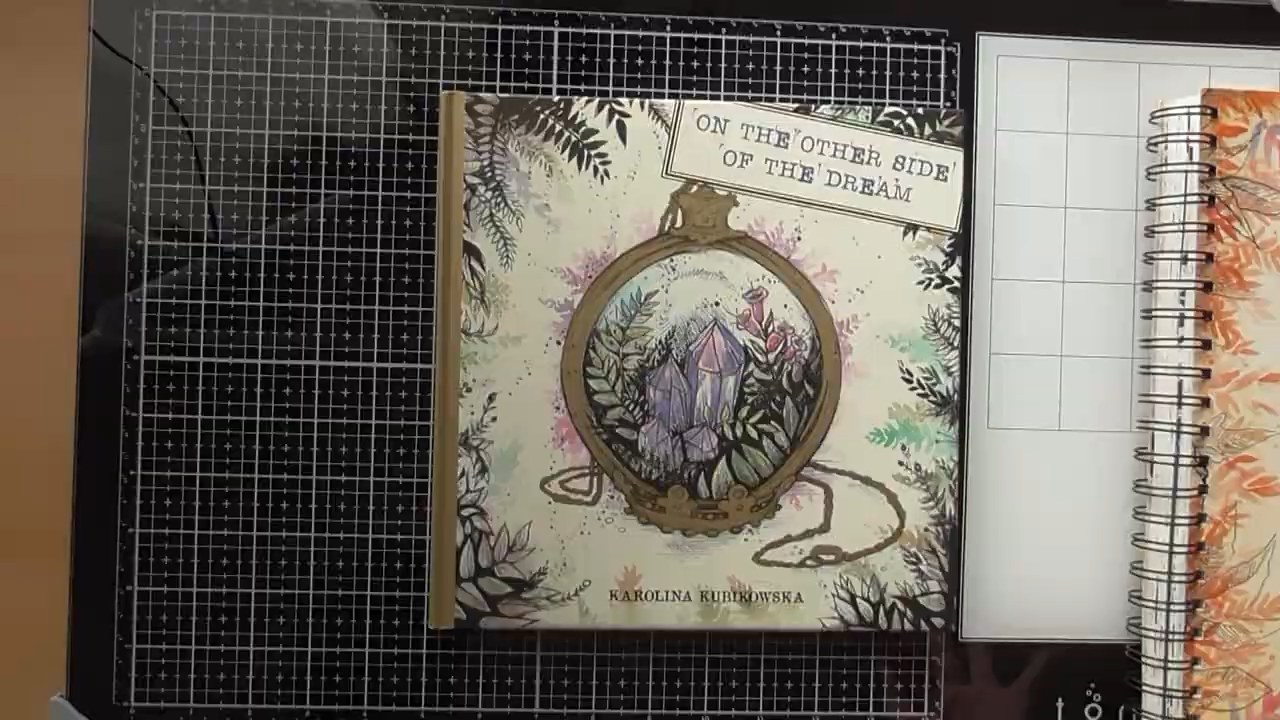 ON THE OTHER SIDE
OF THE DREAM
KAROLINA KUBIKOWSKA